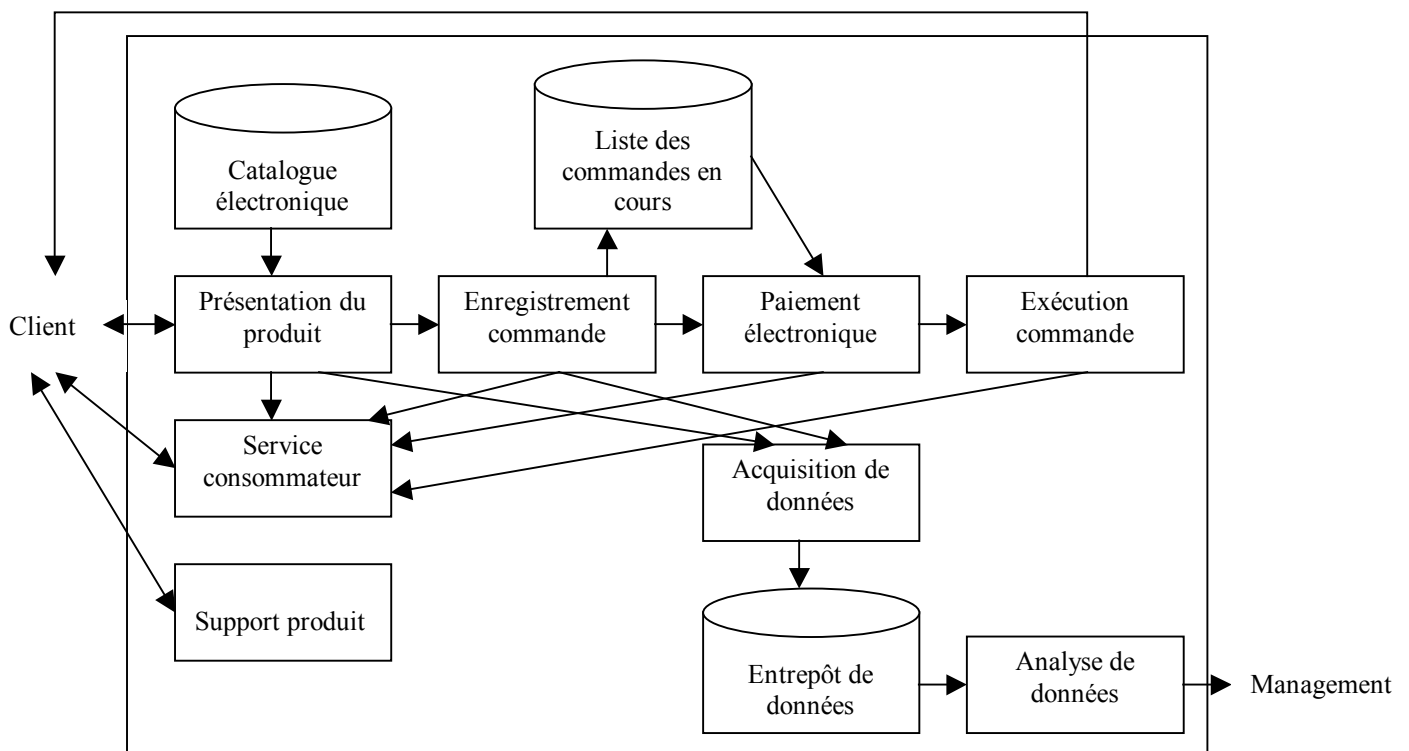 Catalogue
électronique
Liste des
commandes en
cours
Client
Présentation du
produit
Enregistrement
commande
Paiement
électronique
Exécution
commande
Service
consommateur
Acquisition de
données
Support produit
Entrepôt de
données
Analyse de
données
Management